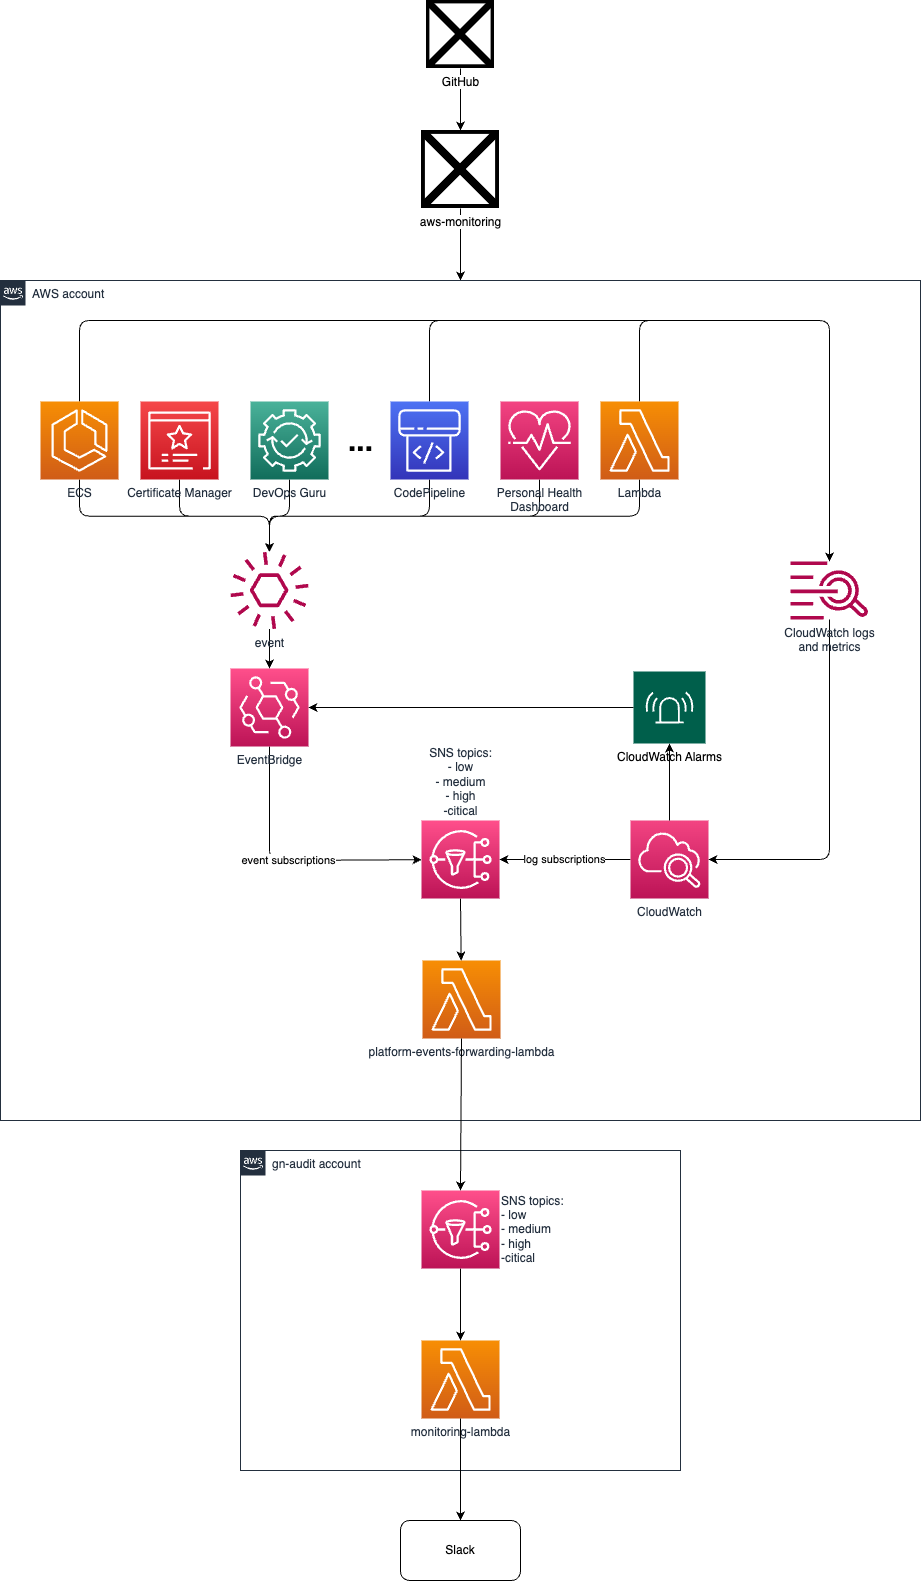 GitHub
aws-monitoring
aws
AWS account
ECS
Certificate Manager
DevOps Guru
...
CodePipeline
Personal Health
Dashboard
Lambda
event
CloudWatch logs
and metrics
EventBridge
CloudWatch Alarms
SNS topics:
- low
- medium
- high
-citical
event subscriptions
log subscriptions
CloudWatch
platform-events-forwarding-lambda
aws
gn-audit account
SNS topics:
- low
- medium
- high
-citical
monitoring-lambda
Slack